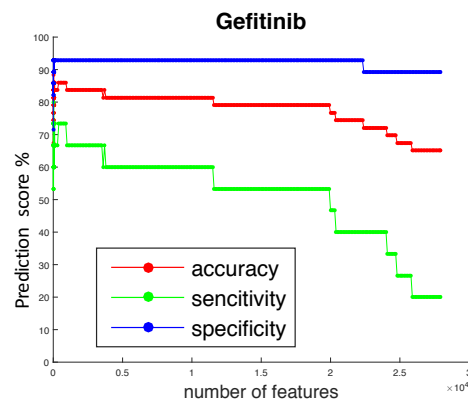 Gefitinib
100
90
80
70
60
50
40
30
20
10
0
Prediction score %
accuracy
sencitivity
specificity
0 0.5 1 1.5 2 2.5 3
×10⁴
number of features